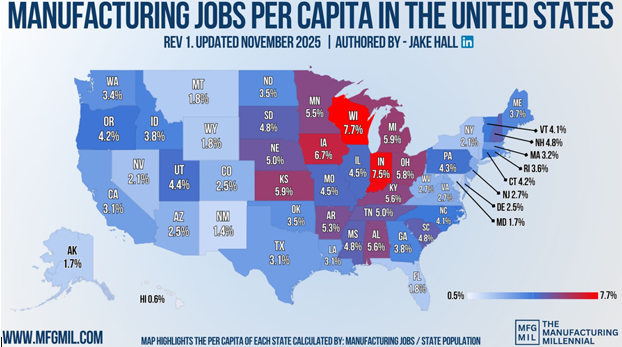 MANUFACTURING JOBS PER CAPITA IN THE UNITED STATES
REV 1. UPDATED NOVEMBER 2025 | AUTHORED BY - JAKE HALL in
WA
3.4%
MT
1.8%
ND
3.5%
MN
5.5%
WI
7.7%
MI
5.9%
ME
3.7%
OR
4.2%
ID
3.8%
WY
1.8%
SD
4.8%
IA
6.7%
NY
2.1%
VT 4.1%
NH 4.8%
MA 3.2%
RI 3.6%
CT 4.2%
NJ 2.7%
DE 2.5%
MD 1.7%
NV
2.1%
UT
4.4%
CO
2.5%
NE
5.0%
IL
4.5%
IN
7.5%
OH
5.8%
PA
4.3%
CA
3.1%
AZ
2.5%
NM
1.4%
KS
5.9%
MO
4.5%
KY
5.6%
WV
VA
OK
3.5%
AR
5.3%
TN 5.0%
NC
4.1%
TX
3.1%
LA
3.1%
MS
4.8%
AL
5.6%
GA
3.8%
SC
4.8%
FL
1.8%
AK
1.7%
HI 0.6%
0.5%
7.7%
WWW.MFGMIL.COM
MAP HIGHLIGHTS THE PER CAPITA OF EACH STATE CALCULATED BY: MANUFACTURING JOBS / STATE POPULATION
MFG
MIL
THE
MANUFACTURING
MILLENNIAL